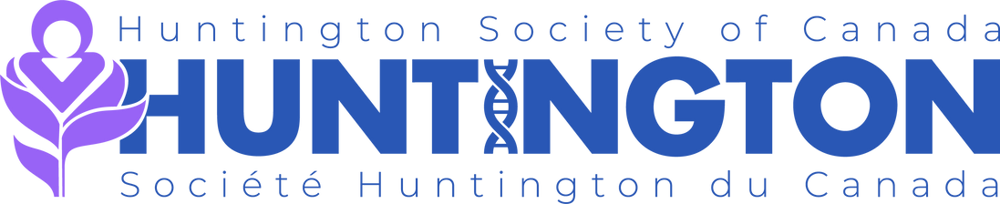 Huntington Society of Canada
HUNTINGTON
Société Huntington du Canada